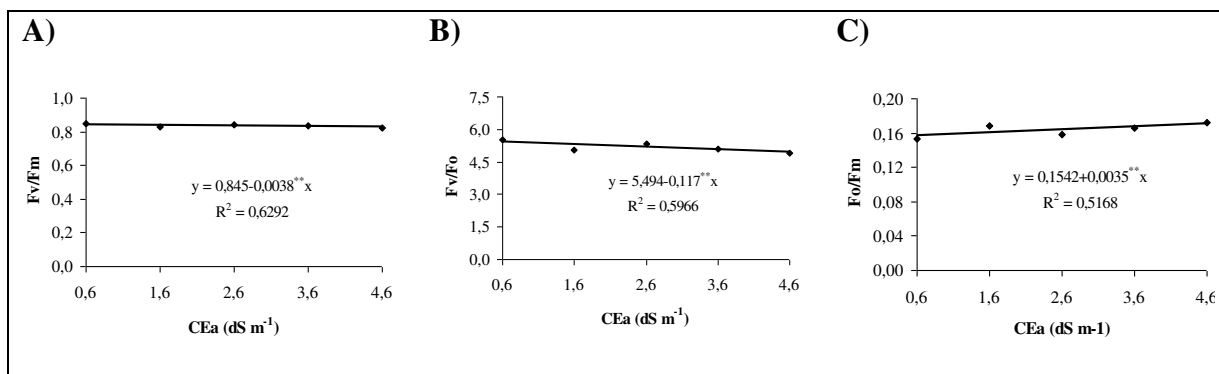 A)
Fv/Fm
1,0
0,8
0,6
0,4
0,2
0,0
y = 0,845-0,0038**x
R² = 0,6292
0,6 1,6 2,6 3,6 4,6
CEa (dS m⁻¹)
B)
Fv/Fo
7,5
6,0
4,5
3,0
1,5
0,0
y = 5,494-0,117**x
R² = 0,5966
0,6 1,6 2,6 3,6 4,6
CEa (dS m⁻¹)
C)
Fo/Fm
0,20
0,16
0,12
0,08
0,04
0,00
y = 0,1542+0,0035**x
R² = 0,5168
0,6 1,6 2,6 3,6 4,6
CEa (dS m-1)